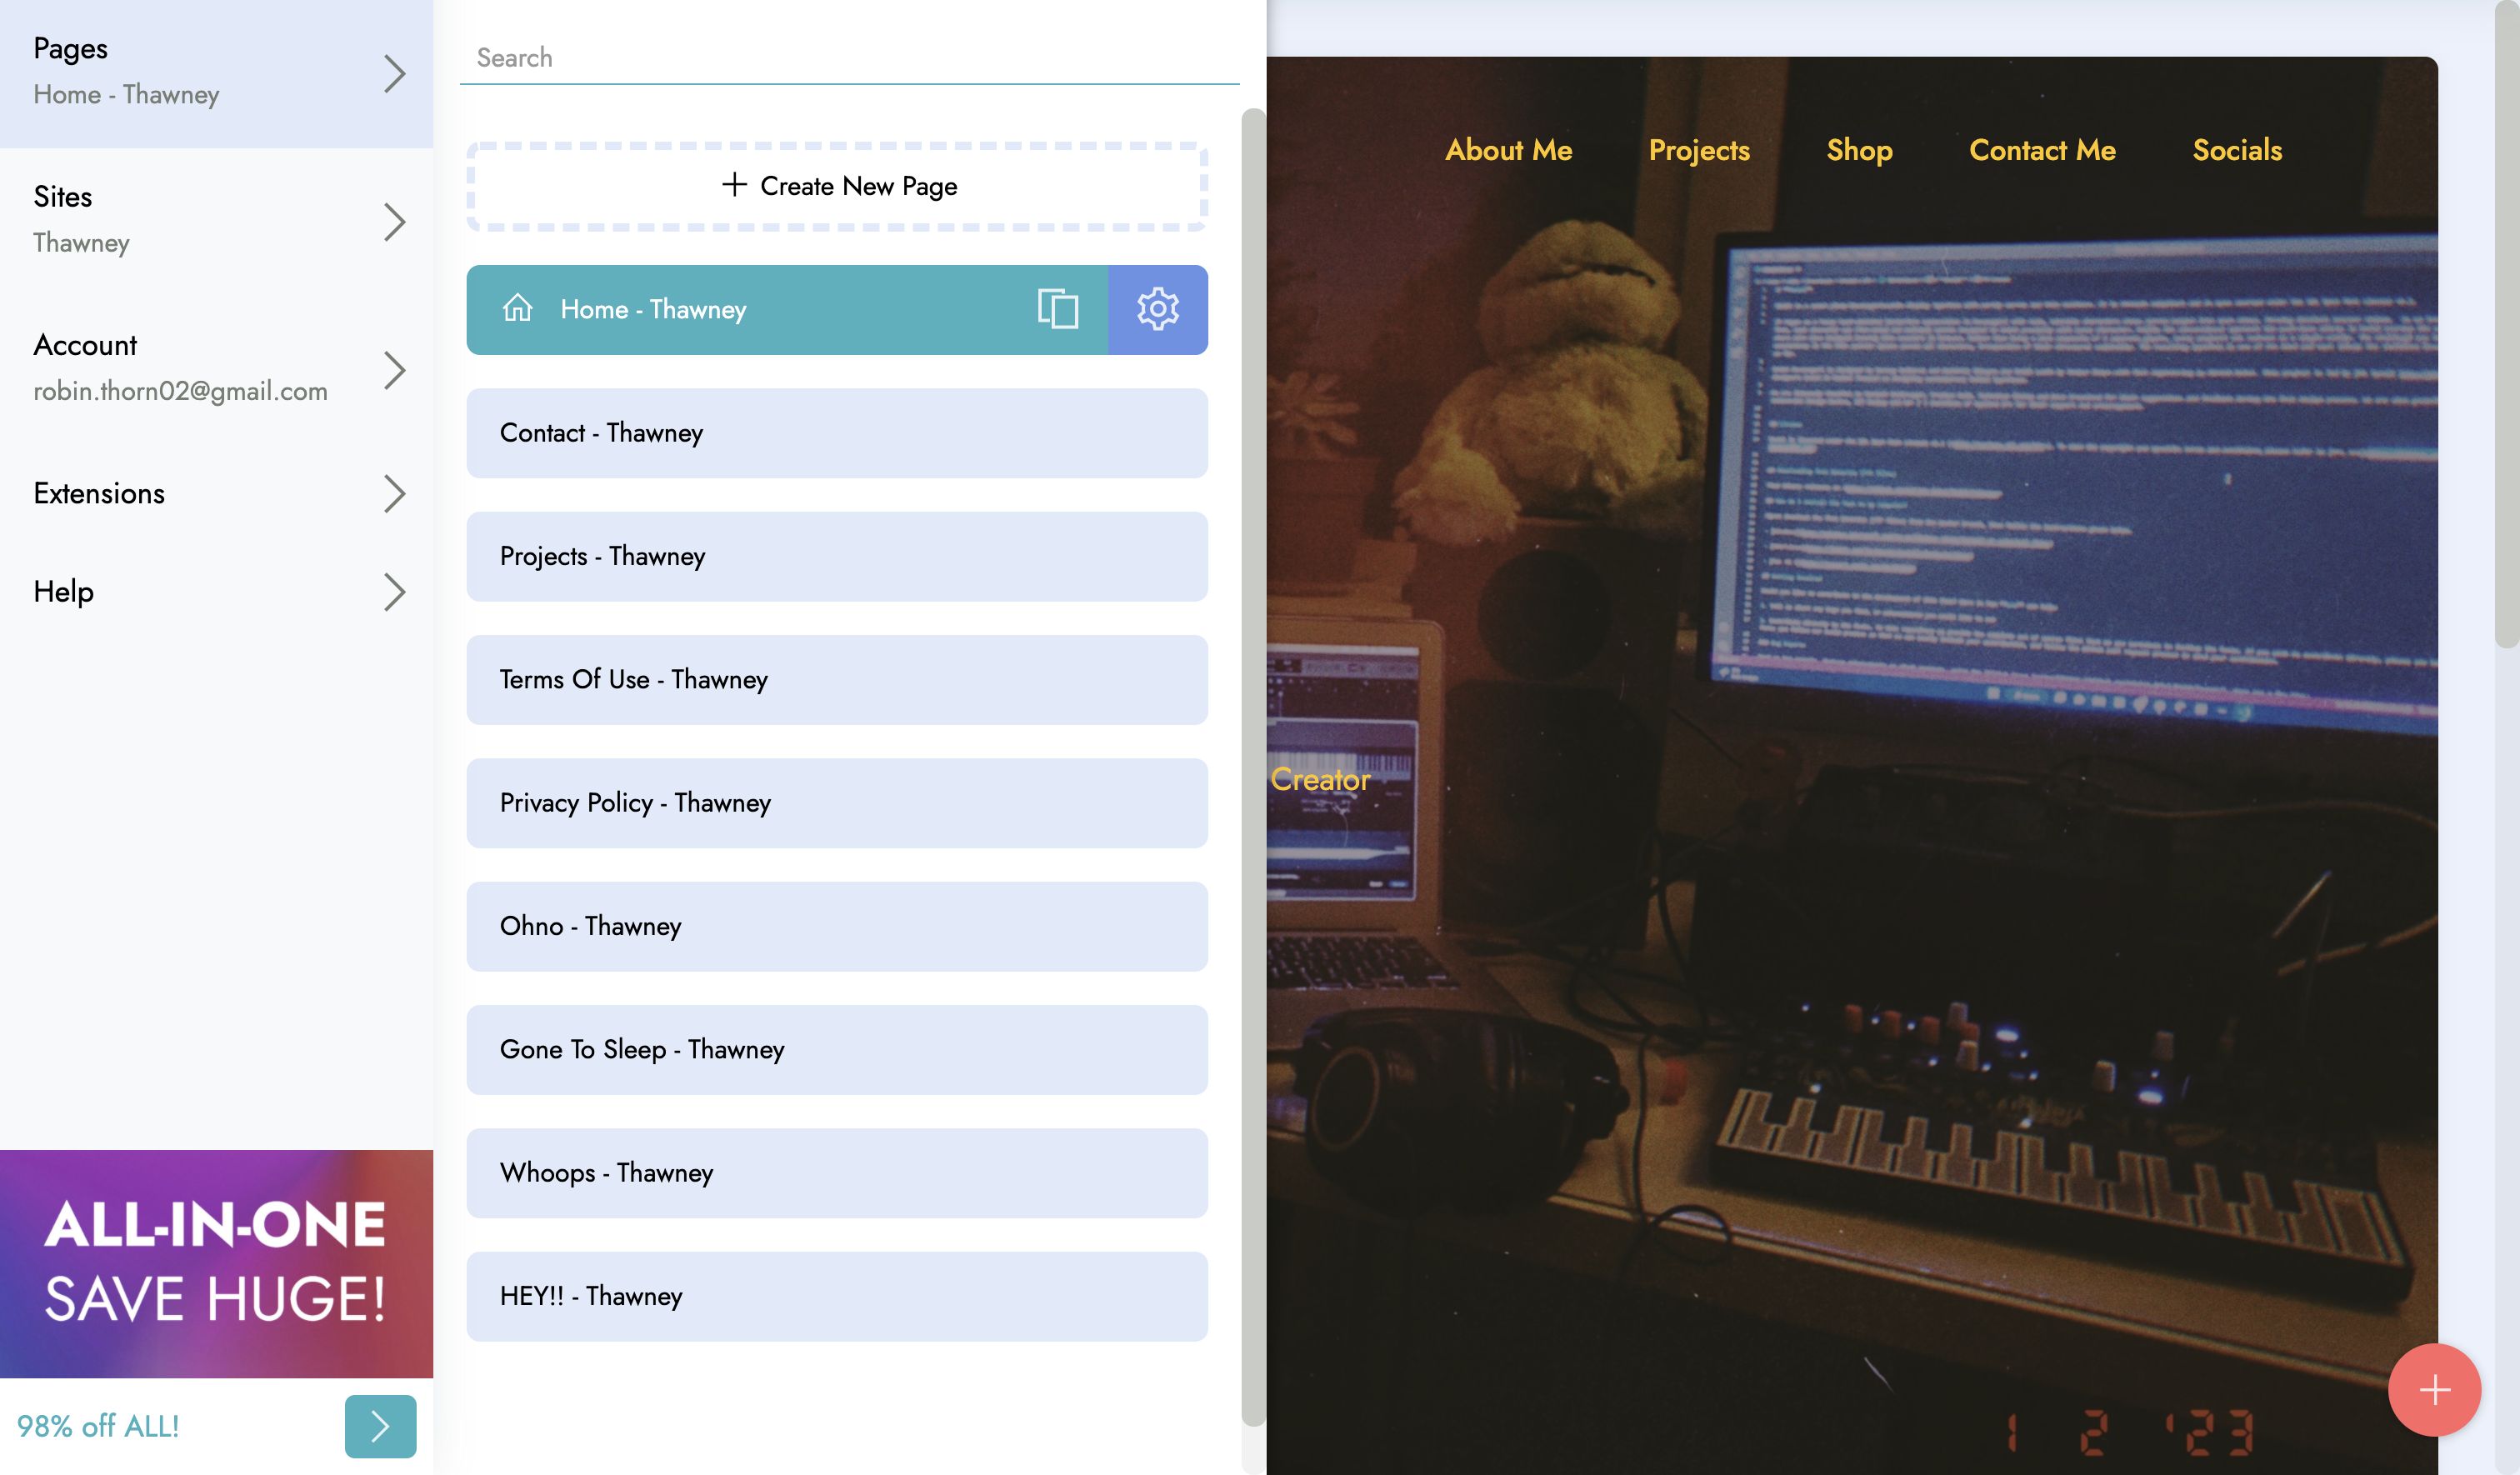 Pages
Home - Thawney
Sites
Thawney
Account
robin.thorn02@gmail.com
Extensions
Help
ALL-IN-ONE
SAVE HUGE!
98% off ALL!
Search
Create New Page
Home - Thawney
Contact - Thawney
Projects - Thawney
Terms Of Use - Thawney
Privacy Policy - Thawney
Ohno - Thawney
Gone To Sleep - Thawney
Whoops - Thawney
HEY!! - Thawney
About Me Projects Shop Contact Me Socials
Creator
1 2 '23